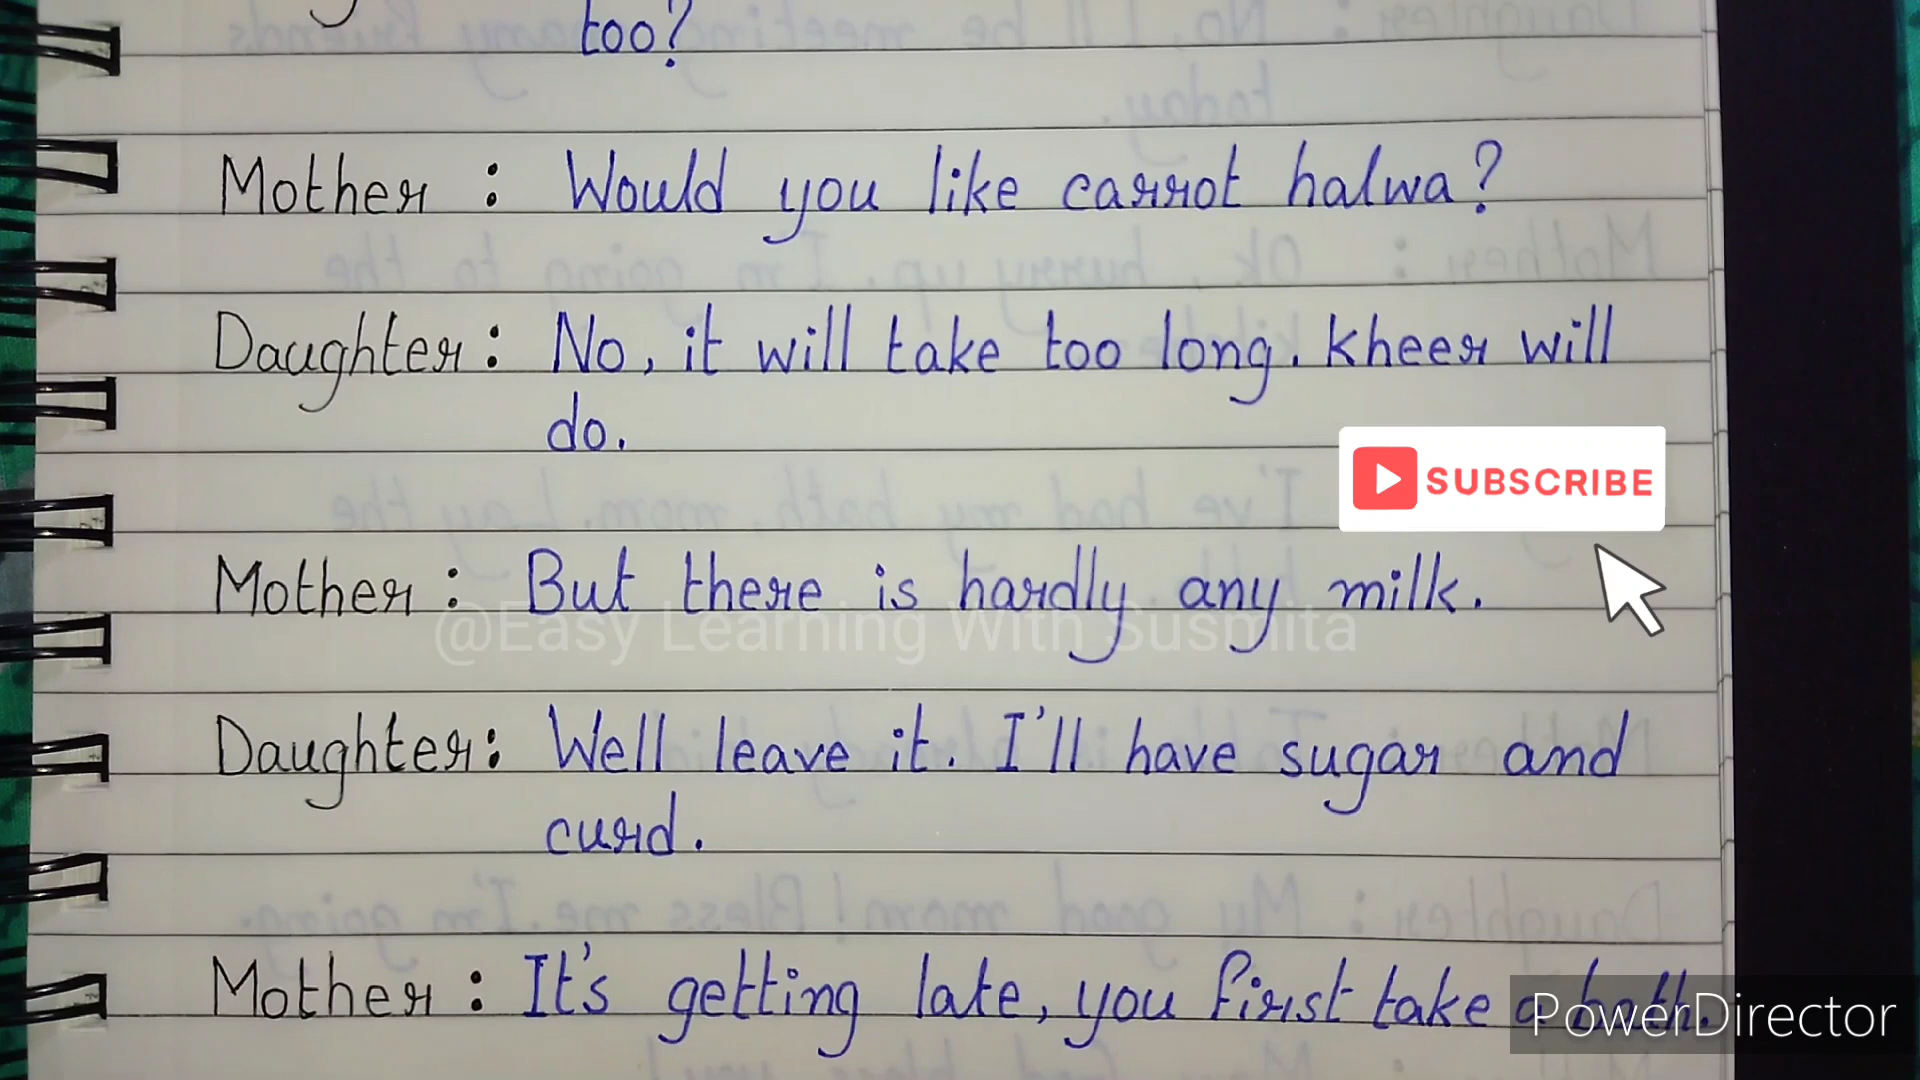 too?
Mother : Would you like carrot halwa?
Daughter : No, it will take too long. Kheer will
do.
SUBSCRIBE
Mother : But there is hardly any milk.
@Easy Learning With Susmita
Daughter : Well leave it. I'll have sugar and
curd.
Mother : It's getting late, you first take a bath.
PowerDirector